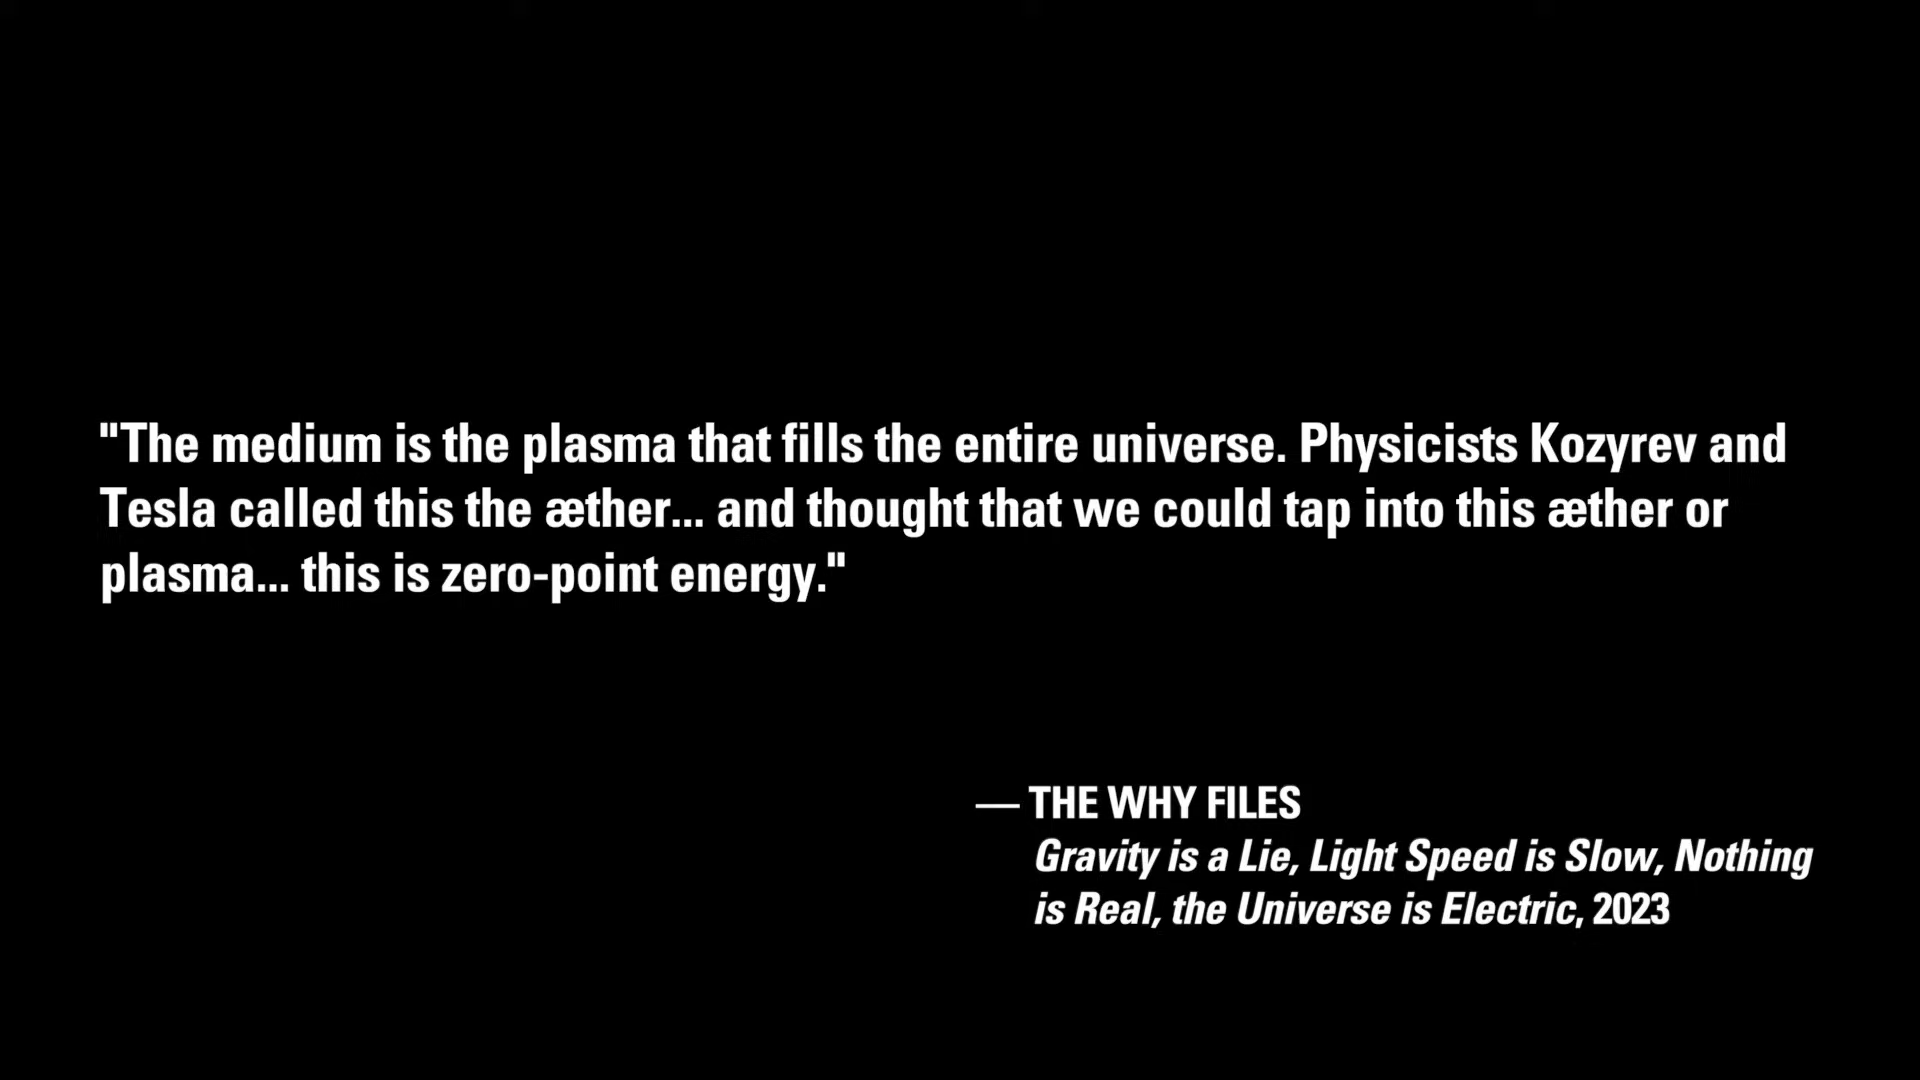 "The medium is the plasma that fills the entire universe. Physicists Kozyrev and
Tesla called this the æther... and thought that we could tap into this æther or
plasma... this is zero-point energy."
— THE WHY FILES
Gravity is a Lie, Light Speed is Slow, Nothing
is Real, the Universe is Electric, 2023